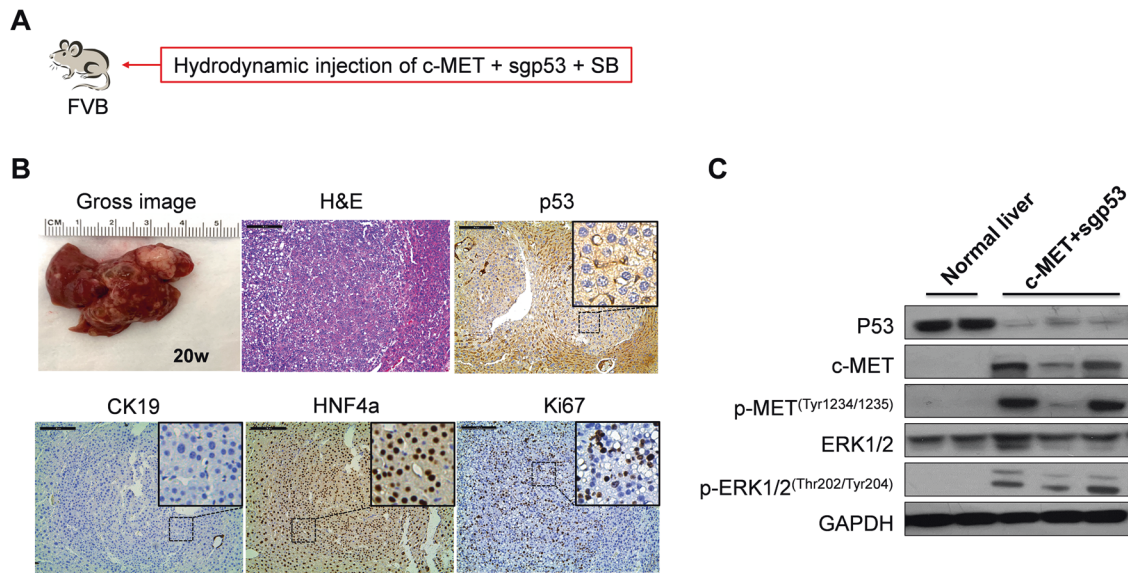 A
Hydrodynamic injection of c-MET + sgp53 + SB
FVB
B
Gross image
H&E
p53
CM 1 2 3 4 5
20w
CK19
HNF4a
Ki67
C
Normal liver
c-MET+sgp53
P53
c-MET
p-MET(Tyr1234/1235)
ERK1/2
p-ERK1/2(Thr202/Tyr204)
GAPDH